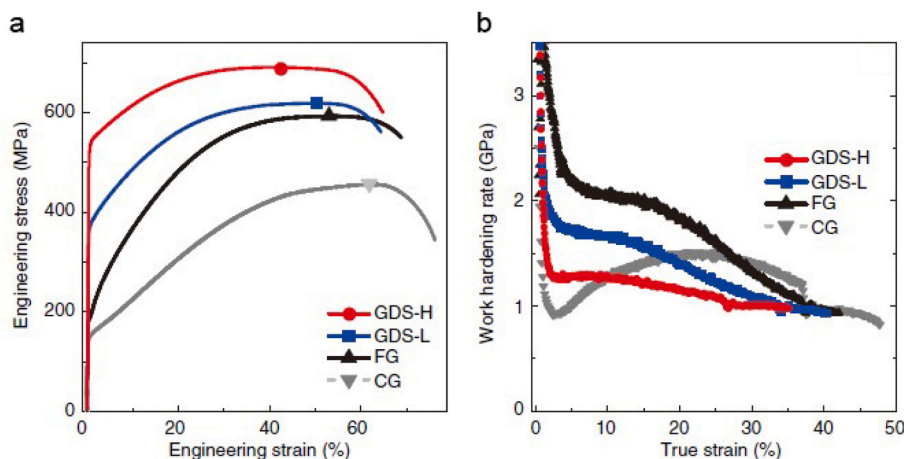 a
Engineering stress (MPa)
600
400
200
0
0
20
40
60
Engineering strain (%)
GDS-H
GDS-L
FG
CG
b
Work hardening rate (GPa)
3
2
1
0
0
10
20
30
40
50
True strain (%)
GDS-H
GDS-L
FG
CG